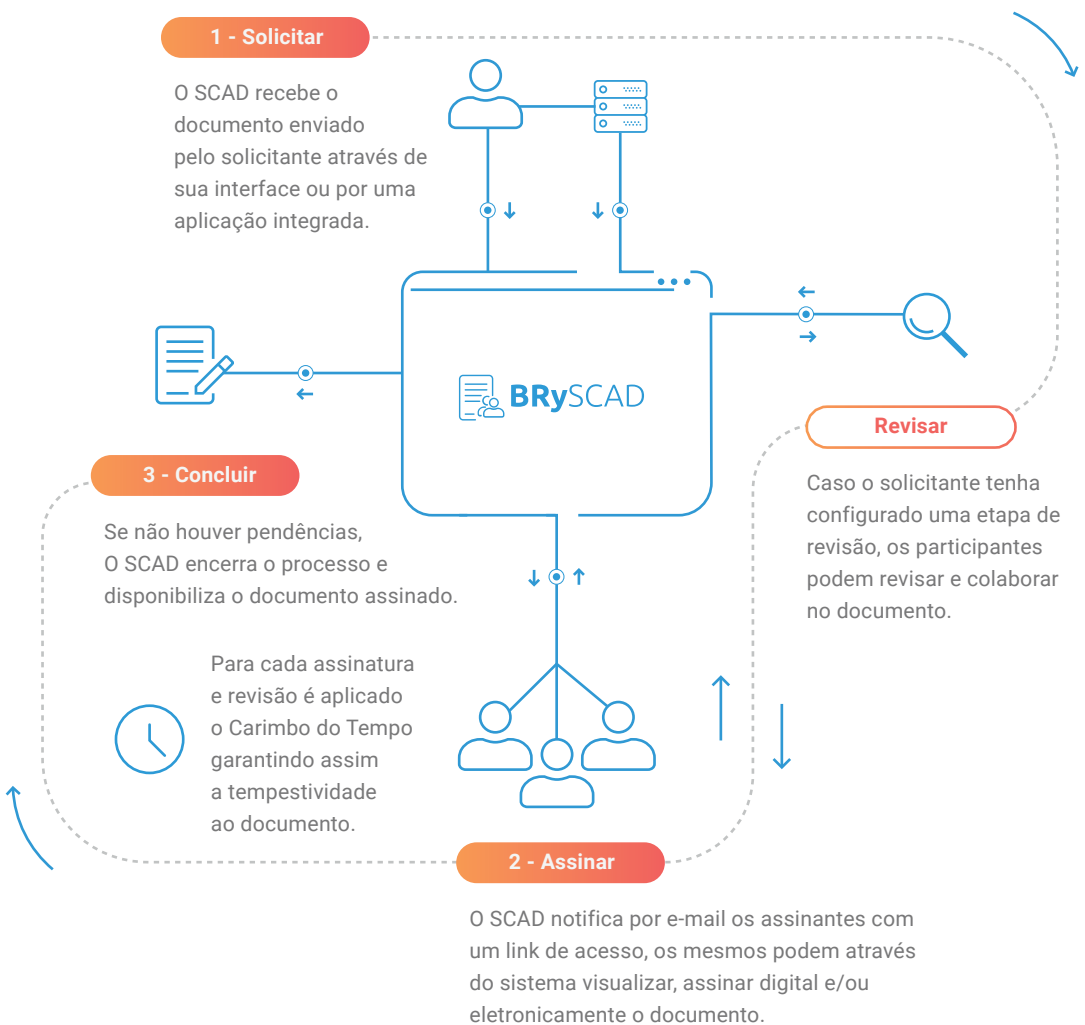 1 - Solicitar
O SCAD recebe o
documento enviado
pelo solicitante através de
sua interface ou por uma
aplicação integrada.
BRySCAD
Revisar
Caso o solicitante tenha
configurado uma etapa de
revisão, os participantes
podem revisar e colaborar
no documento.
3 - Concluir
Se não houver pendências,
O SCAD encerra o processo e
disponibiliza o documento assinado.
Para cada assinatura
e revisão é aplicado
o Carimbo do Tempo
garantindo assim
a tempestividade
ao documento.
2 - Assinar
O SCAD notifica por e-mail os assinantes com
um link de acesso, os mesmos podem através
do sistema visualizar, assinar digital e/ou
eletronicamente o documento.